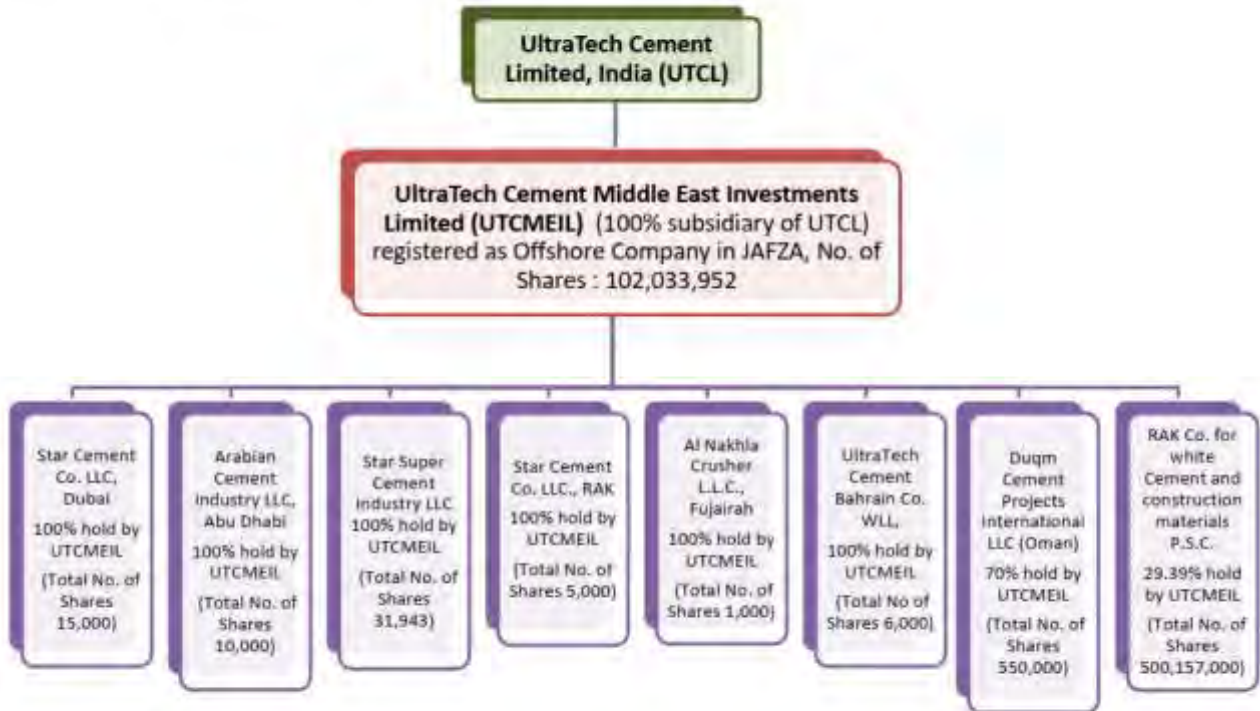 UltraTech Cement
Limited, India (UTCL)
UltraTech Cement Middle East Investments
Limited (UTCMEIL) (100% subsidiary of UTCL)
registered as Offshore Company in JAFZA, No. of
Shares : 102,033,952
Star Cement
Co. LLC,
Dubai
100% hold by
UTCMEIL
(Total No. of
Shares
15,000)
Arabian
Cement
Industry LLC,
Abu Dhabi
100% hold by
UTCMEIL
(Total No. of
Shares
10,000)
Star Super
Cement
Industry LLC
100% hold by
UTCMEIL
(Total No. of
Shares
31,943)
Star Cement
Co. LLC., RAK
100% hold by
UTCMEIL
(Total No. of
Shares 5,000)
Al Nakhla
Crusher
L.L.C.,
Fujairah
100% hold by
UTCMEIL
(Total No. of
Shares 1,000)
UltraTech
Cement
Bahrain Co.
WLL,
100% hold by
UTCMEIL
(Total No of
Shares 6,000)
Duqm
Cement
Projects
International
LLC (Oman)
70% hold by
UTCMEIL
(Total No. of
Shares
550,000)
RAK Co. for
white
Cement and
construction
materials
P.S.C.
29.39% hold
by UTCMEIL
(Total No. of
Shares
500,157,000)